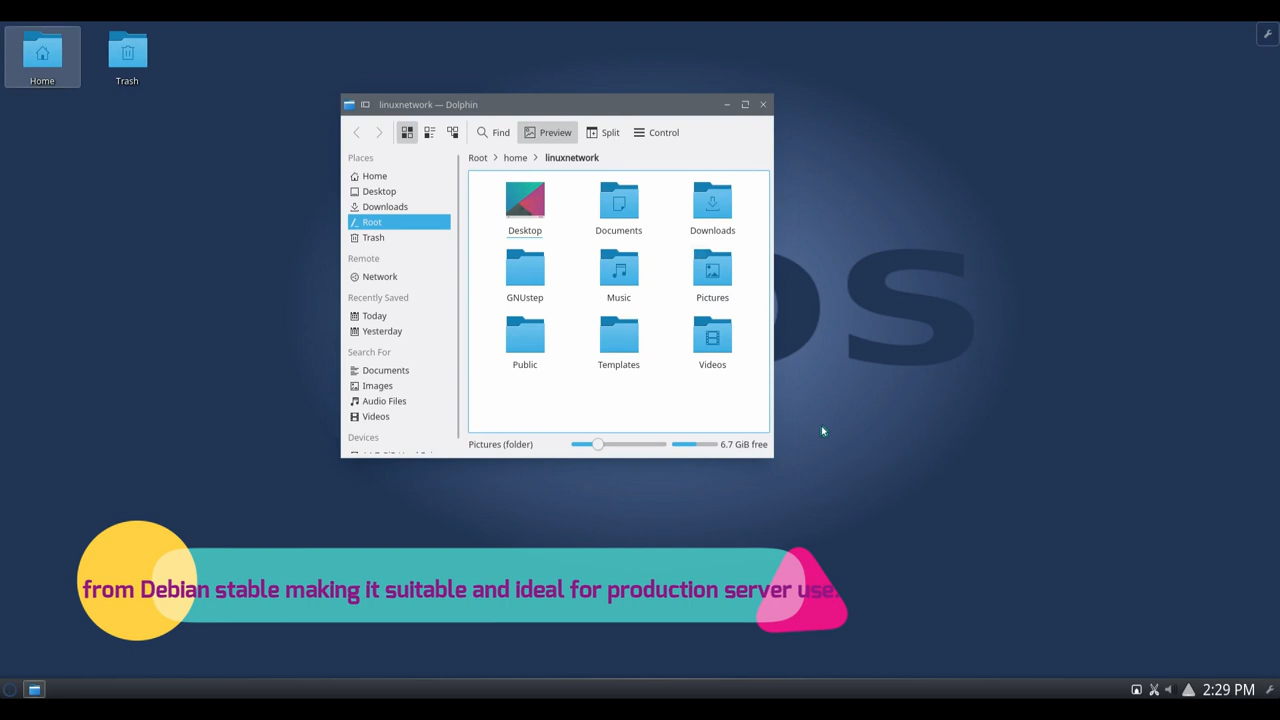 Home
Trash
linuxnetwork — Dolphin
Find
Preview
Split
Control
Places
Root > home > linuxnetwork
Home
Desktop
Downloads
Root
Trash
Remote
Network
Recently Saved
Today
Yesterday
Search For
Documents
Images
Audio Files
Videos
Devices
Desktop
Documents
Downloads
GNUstep
Music
Pictures
Public
Templates
Videos
Pictures (folder)
6.7 GiB free
os
from Debian stable making it suitable and ideal for production server use.
2:29 PM